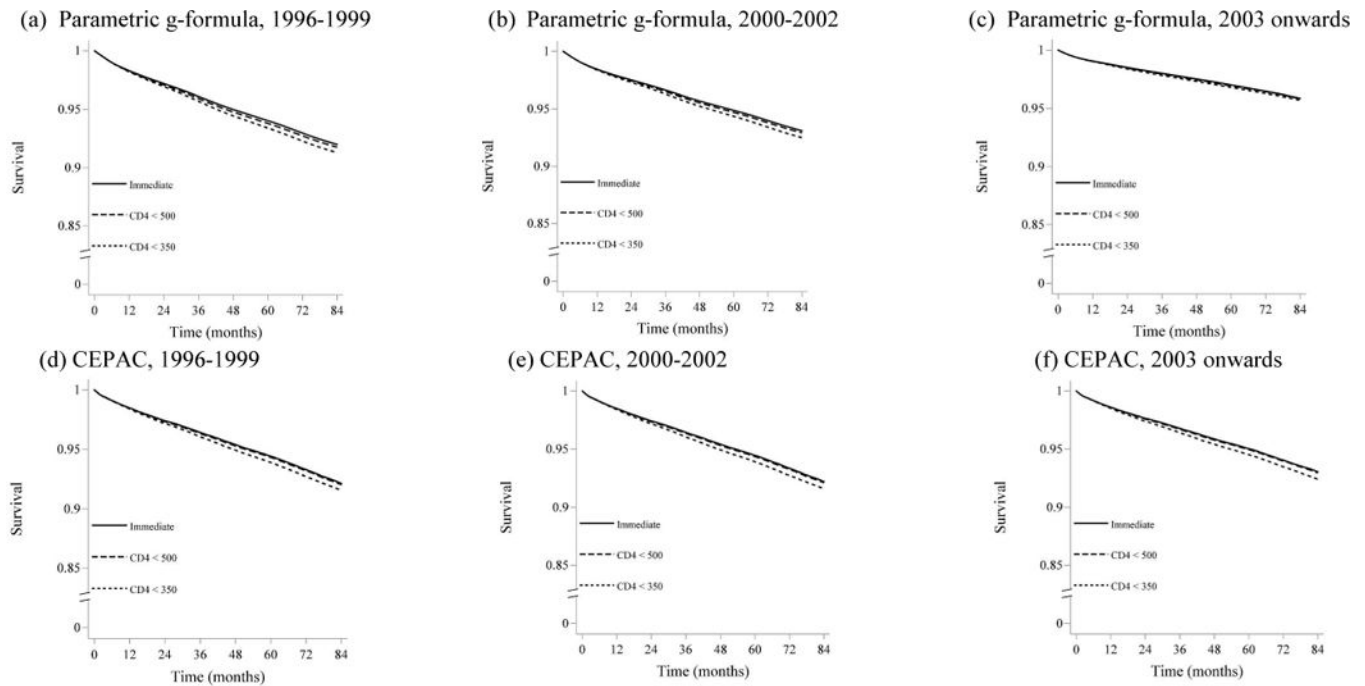 (a) Parametric g-formula, 1996-1999
1
0.95
0.9
0.85
0
Survival
Immediate
CD4 < 500
CD4 < 350
0 12 24 36 48 60 72 84
Time (months)
(b) Parametric g-formula, 2000-2002
1
0.95
0.9
0.85
0
Survival
Immediate
CD4 < 500
CD4 < 350
0 12 24 36 48 60 72 84
Time (months)
(c) Parametric g-formula, 2003 onwards
1
0.95
0.9
0.85
0
Survival
Immediate
CD4 < 500
CD4 < 350
0 12 24 36 48 60 72 84
Time (months)
(d) CEPAC, 1996-1999
1
0.95
0.9
0.85
0
Survival
Immediate
CD4 < 500
CD4 < 350
0 12 24 36 48 60 72 84
Time (months)
(e) CEPAC, 2000-2002
1
0.95
0.9
0.85
0
Survival
Immediate
CD4 < 500
CD4 < 350
0 12 24 36 48 60 72 84
Time (months)
(f) CEPAC, 2003 onwards
1
0.95
0.9
0.85
0
Survival
Immediate
CD4 < 500
CD4 < 350
0 12 24 36 48 60 72 84
Time (months)